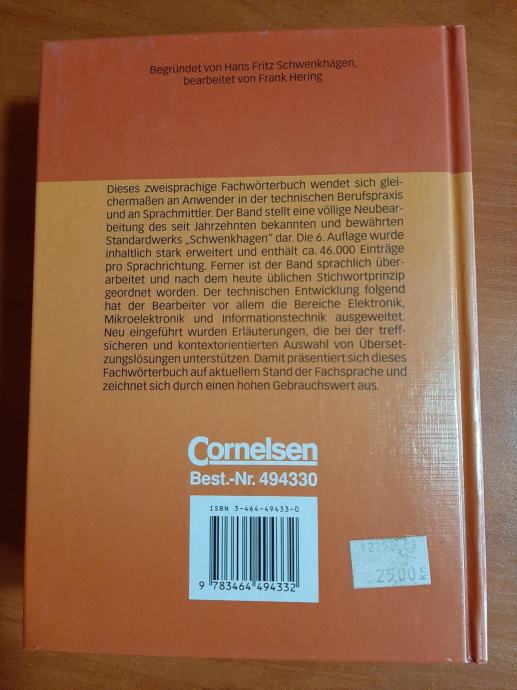 Begründet von Hans Fritz Schwenkhagen,
bearbeitet von Frank Hering
Dieses zweisprachige Fachwörterbuch wendet sich glei-
chermaßen an Anwender in der technischen Berufspraxis
und an Sprachmittler. Der Band stellt eine völlige Neubear-
beitung des seit Jahrzehnten bekannten und bewährten
Standardwerks „Schwenkhagen" dar. Die 6. Auflage wurde
inhaltlich stark erweitert und enthält ca. 46.000 Einträge
pro Sprachrichtung. Ferner ist der Band sprachlich über-
arbeitet und nach dem heute üblichen Stichwortprinzip
geordnet worden. Der technischen Entwicklung folgend
hat der Bearbeiter vor allem die Bereiche Elektronik,
Mikroelektronik und Informationstechnik ausgeweitet.
Neu eingeführt wurden Erläuterungen, die bei der treff-
sicheren und kontextorientierten Auswahl von Überset-
zungslösungen unterstützen. Damit präsentiert sich dieses
Fachwörterbuch auf aktuellem Stand der Fachsprache und
zeichnet sich durch einen hohen Gebrauchswert aus.
Cornelsen
Best.-Nr. 494330
ISBN 3-464-49433-0
9 783464 494332